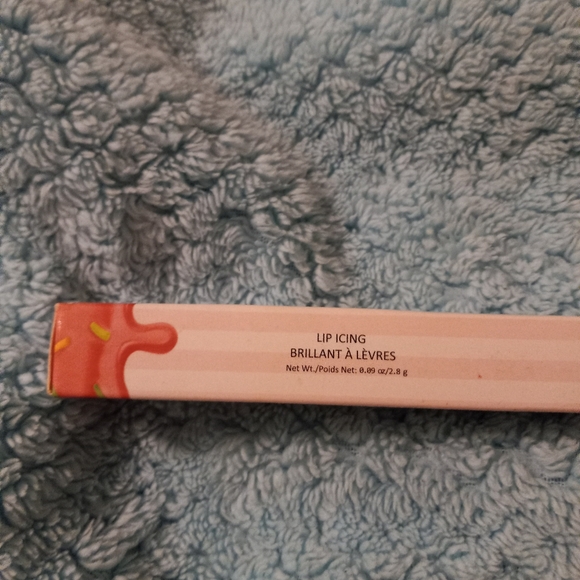 LIP ICING
BRILLANT À LÈVRES
Net Wt./Poids Net: 0.09 oz/2.8 g